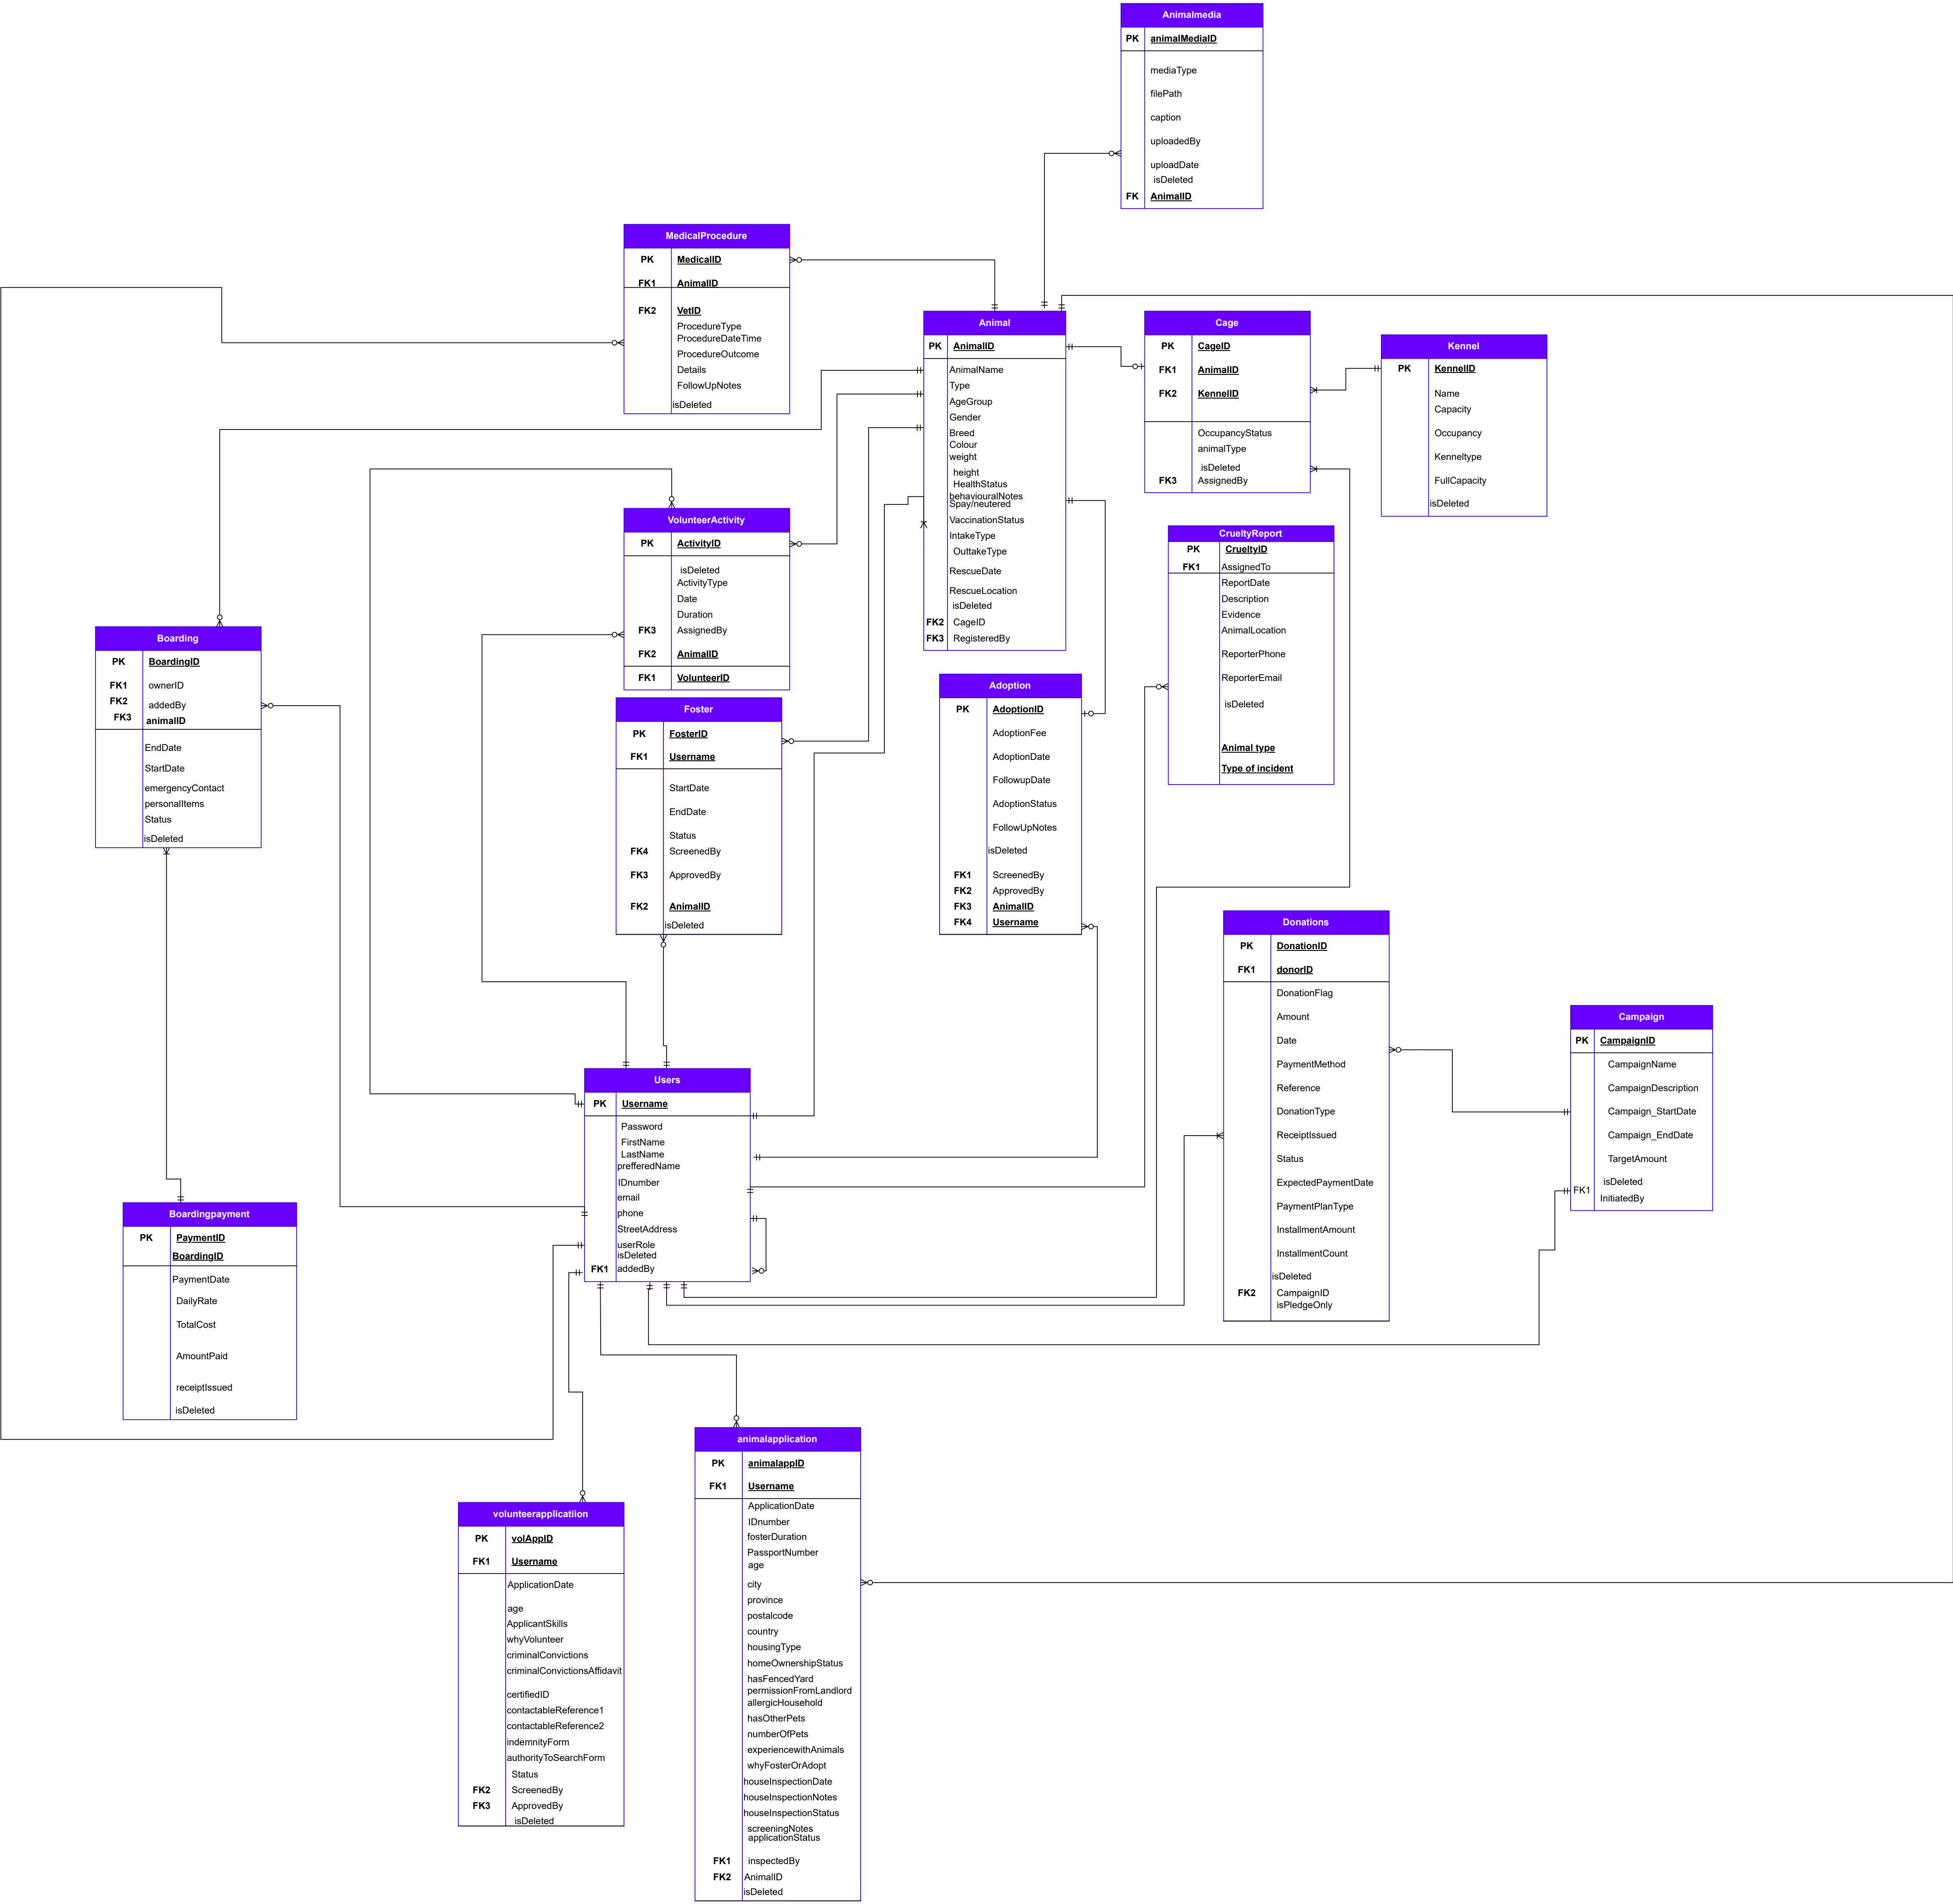 Animalmedia
PK animalMediaID
mediaType
filePath
caption
uploadedBy
uploadDate
isDeleted
FK AnimalID
MedicalProcedure
PK MedicalID
FK1 AnimalID
FK2 VetID
ProcedureType
ProcedureDateTime
ProcedureOutcome
Details
FollowUpNotes
isDeleted
Animal
PK AnimalID
AnimalName
Type
AgeGroup
Gender
Breed
Colour
weight
height
HealthStatus
behaviouralNotes
Spay/neutered
VaccinationStatus
IntakeType
OuttakeType
RescueDate
RescueLocation
isDeleted
FK2 CageID
FK3 RegisteredBy
Cage
PK CageID
FK1 AnimalID
FK2 KennelID
OccupancyStatus
animalType
isDeleted
FK3 AssignedBy
Kennel
PK KennelID
Name
Capacity
Occupancy
Kenneltype
FullCapacity
isDeleted
VolunteerActivity
PK ActivityID
isDeleted
ActivityType
Date
Duration
FK3 AssignedBy
FK2 AnimalID
FK1 VolunteerID
CrueltyReport
PK CrueltyID
FK1 AssignedTo
ReportDate
Description
Evidence
AnimalLocation
ReporterPhone
ReporterEmail
isDeleted
Animal type
Type of incident
Boarding
PK BoardingID
FK1 ownerID
FK2 addedBy
FK3 animalID
EndDate
StartDate
emergencyContact
personalItems
Status
isDeleted
Foster
PK FosterID
FK1 Username
StartDate
EndDate
Status
FK4 ScreenedBy
FK3 ApprovedBy
FK2 AnimalID
isDeleted
Adoption
PK AdoptionID
AdoptionFee
AdoptionDate
FollowupDate
AdoptionStatus
FollowUpNotes
isDeleted
FK1 ScreenedBy
FK2 ApprovedBy
FK3 AnimalID
FK4 Username
Donations
PK DonationID
FK1 donorID
DonationFlag
Amount
Date
PaymentMethod
Reference
DonationType
ReceiptIssued
Status
ExpectedPaymentDate
PaymentPlanType
InstallmentAmount
InstallmentCount
isDeleted
FK2 CampaignID
isPledgeOnly
Campaign
PK CampaignID
CampaignName
CampaignDescription
Campaign_StartDate
Campaign_EndDate
TargetAmount
isDeleted
FK1 InitiatedBy
Users
PK Username
Password
FirstName
LastName
prefferedName
IDnumber
email
phone
StreetAddress
userRole
isDeleted
FK1 addedBy
Boardingpayment
PK PaymentID
BoardingID
PaymentDate
DailyRate
TotalCost
AmountPaid
receiptIssued
isDeleted
animalapplication
PK animalappID
FK1 Username
ApplicationDate
IDnumber
fosterDuration
PassportNumber
age
city
province
postalcode
country
housingType
homeOwnershipStatus
hasFencedYard
permissionFromLandlord
allergicHousehold
hasOtherPets
numberOfPets
experiencewithAnimals
whyFosterOrAdopt
houseInspectionDate
houseInspectionNotes
houseInspectionStatus
screeningNotes
applicationStatus
FK1 inspectedBy
FK2 AnimalID
isDeleted
volunteerapplicatiion
PK volAppID
FK1 Username
ApplicationDate
age
ApplicantSkills
whyVolunteer
criminalConvictions
criminalConvictionsAffidavit
certifiedID
contactableReference1
contactableReference2
indemnityForm
authorityToSearchForm
Status
FK2 ScreenedBy
FK3 ApprovedBy
isDeleted